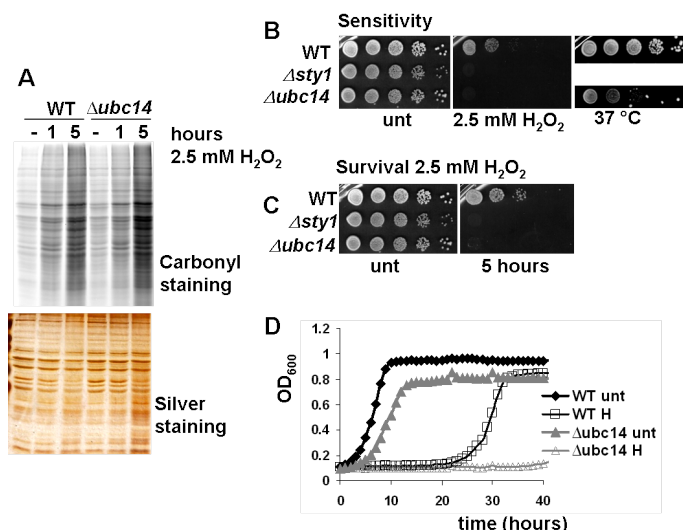 A
WT Δubc14
- 1 5 - 1 5 hours
2.5 mM H₂O₂
Carbonyl
staining
Silver
staining
B Sensitivity
WT
Δsty1
Δubc14
unt 2.5 mM H₂O₂ 37 °C
Survival 2.5 mM H₂O₂
C
WT
Δsty1
Δubc14
unt 5 hours
D
OD₆₀₀
1.2
1
0.8
0.6
0.4
0.2
0
0 10 20 30 40
time (hours)
WT unt
WT H
Δubc14 unt
Δubc14 H